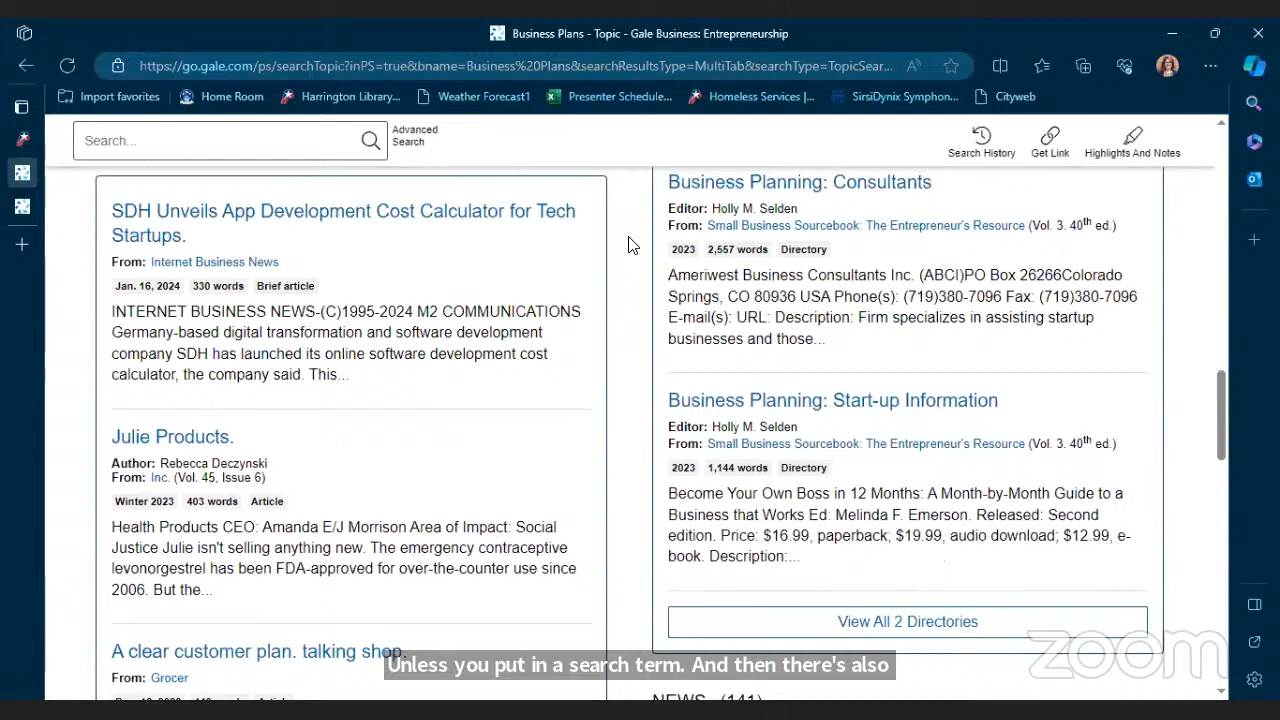 Business Plans - Topic - Gale Business: Entrepreneurship
https://go.gale.com/ps/searchTopic?inPS=true&bname=Business%20Plans&searchResultsType=MultiTab&searchType=TopicSear...
Import favorites
Home Room
Harrington Library...
Weather Forecast1
Presenter Schedule...
Homeless Services |...
SirsiDynix Symphon...
Cityweb
Search...
Advanced
Search
Search History
Get Link
Highlights And Notes
SDH Unveils App Development Cost Calculator for Tech
Startups.
From: Internet Business News
Jan. 16, 2024 330 words Brief article
INTERNET BUSINESS NEWS-(C)1995-2024 M2 COMMUNICATIONS
Germany-based digital transformation and software development
company SDH has launched its online software development cost
calculator, the company said. This...
Julie Products.
Author: Rebecca Deczynski
From: Inc. (Vol. 45, Issue 6)
Winter 2023 403 words Article
Health Products CEO: Amanda E/J Morrison Area of Impact: Social
Justice Julie isn't selling anything new. The emergency contraceptive
levonorgestrel has been FDA-approved for over-the-counter use since
2006. But the...
A clear customer plan. talking shop.
From: Grocer
Business Planning: Consultants
Editor: Holly M. Selden
From: Small Business Sourcebook: The Entrepreneur's Resource (Vol. 3. 40th ed.)
2023 2,557 words Directory
Ameriwest Business Consultants Inc. (ABCI)PO Box 26266Colorado
Springs, CO 80936 USA Phone(s): (719)380-7096 Fax: (719)380-7096
E-mail(s): URL: Description: Firm specializes in assisting startup
businesses and those...
Business Planning: Start-up Information
Editor: Holly M. Selden
From: Small Business Sourcebook: The Entrepreneur's Resource (Vol. 3. 40th ed.)
2023 1,144 words Directory
Become Your Own Boss in 12 Months: A Month-by-Month Guide to a
Business that Works Ed: Melinda F. Emerson. Released: Second
edition. Price: $16.99, paperback; $19.99, audio download; $12.99, e-
book. Description:...
View All 2 Directories
NEWS (141)
zoom
Unless you put in a search term. And then there's also